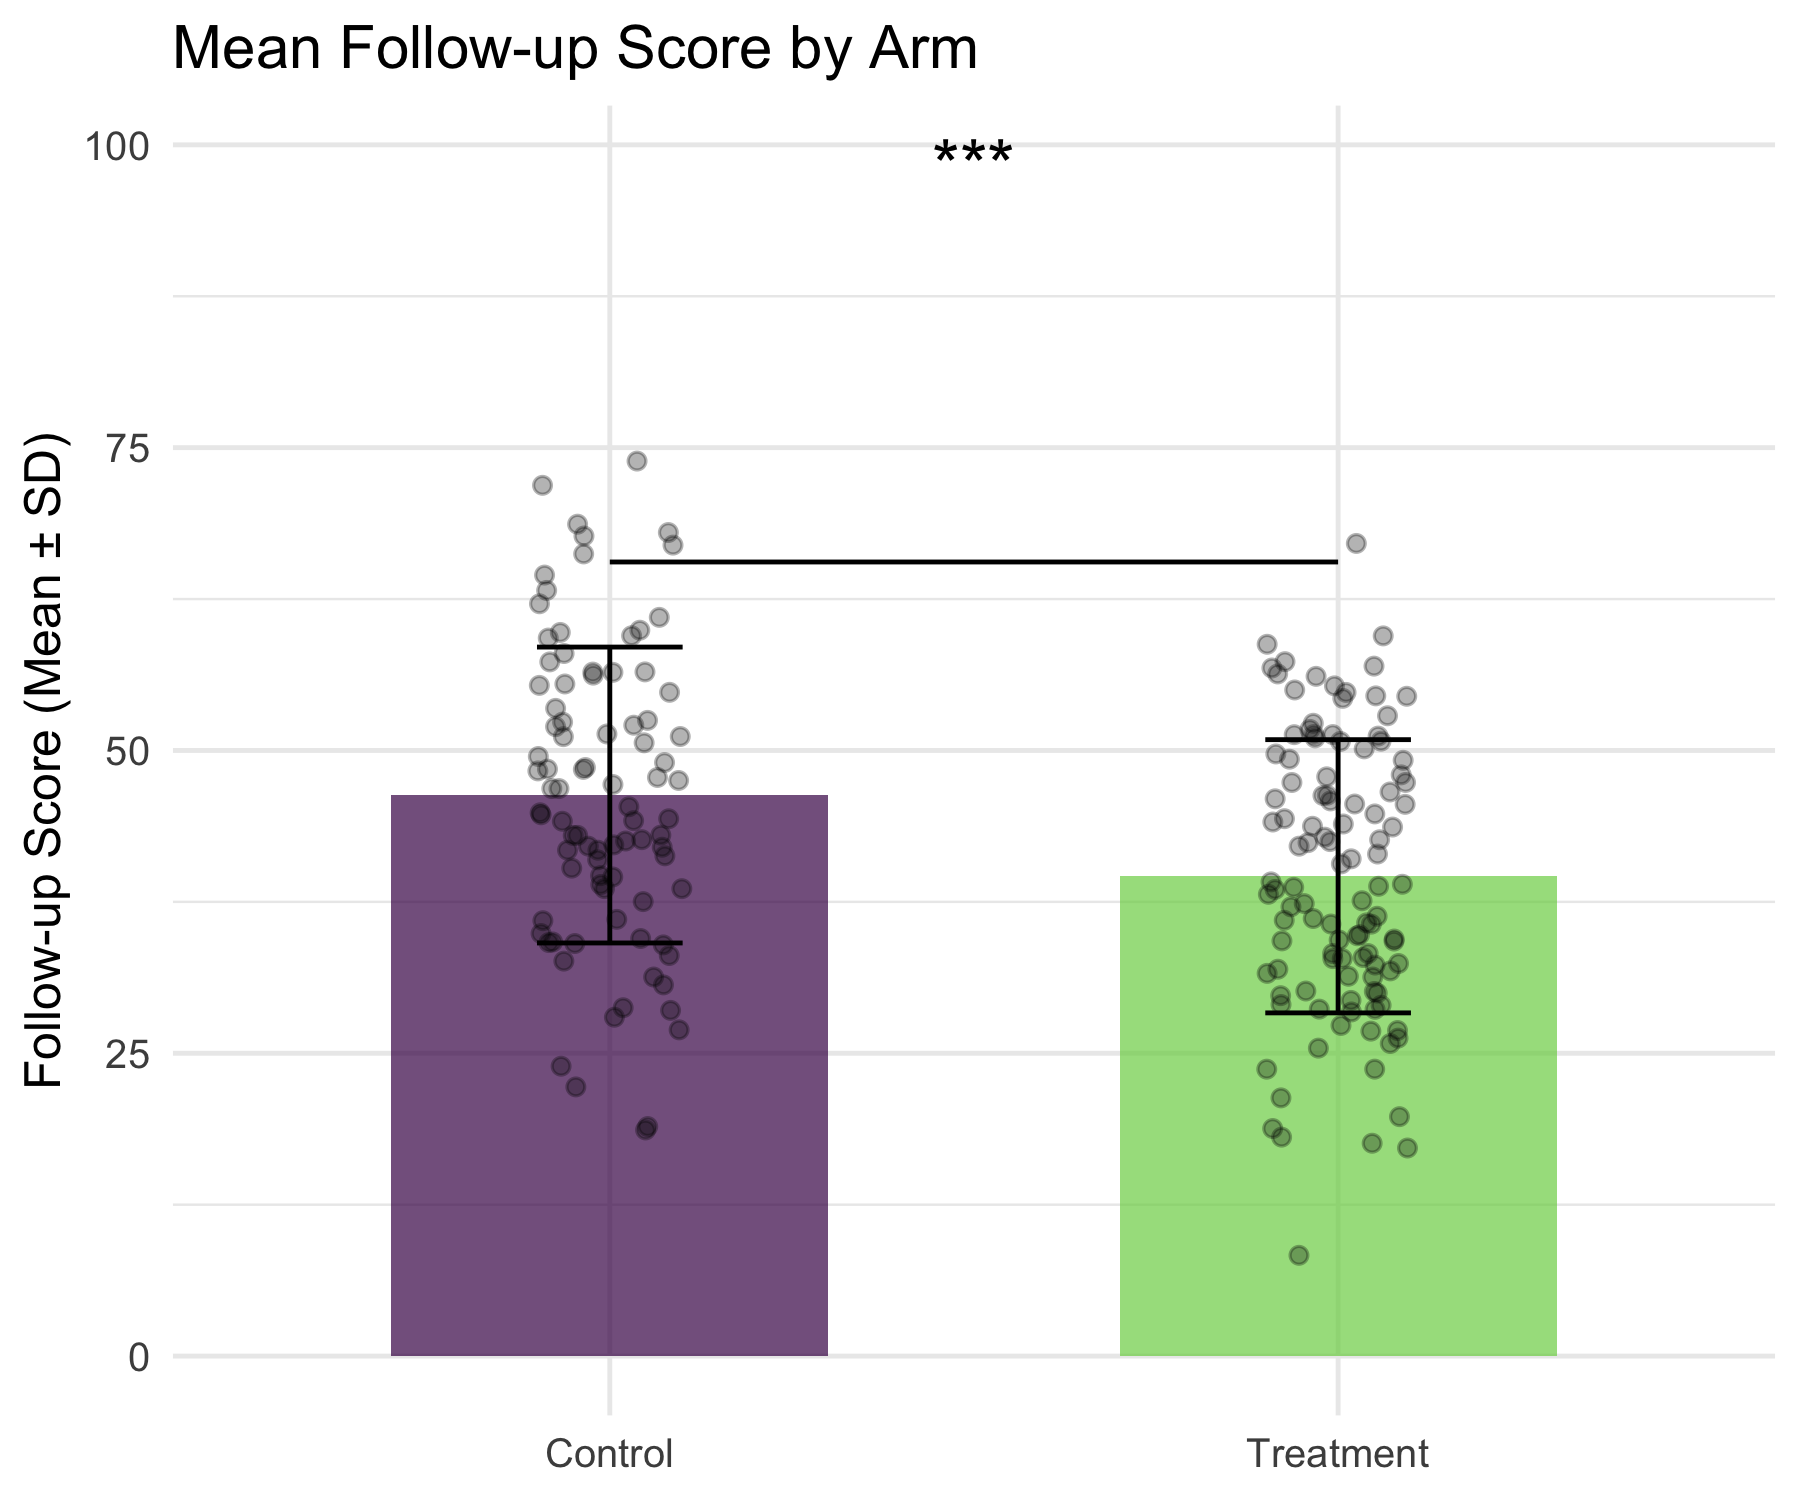 Mean Follow-up Score by Arm
100
***
75
50
25
0
Follow-up Score (Mean ± SD)
Control
Treatment